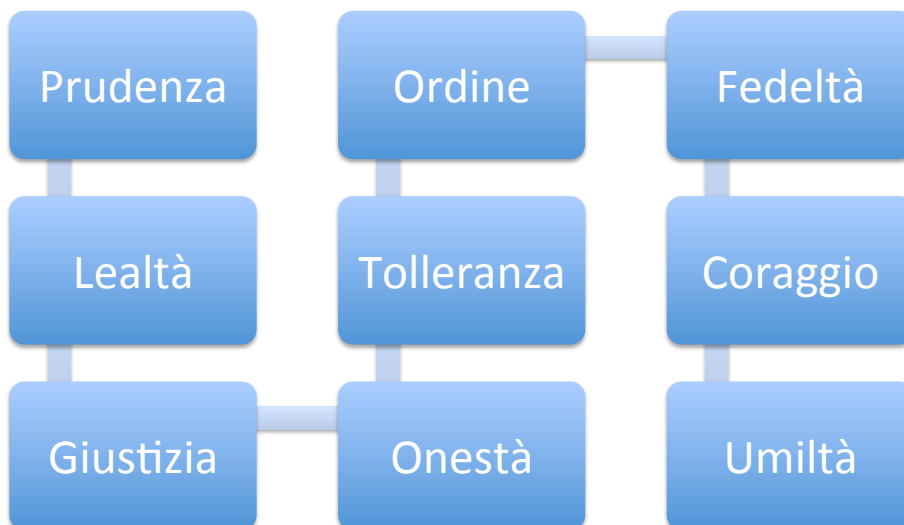 Prudenza
Lealtà
Giustizia
Onestà
Tolleranza
Ordine
Fedeltà
Coraggio
Umiltà